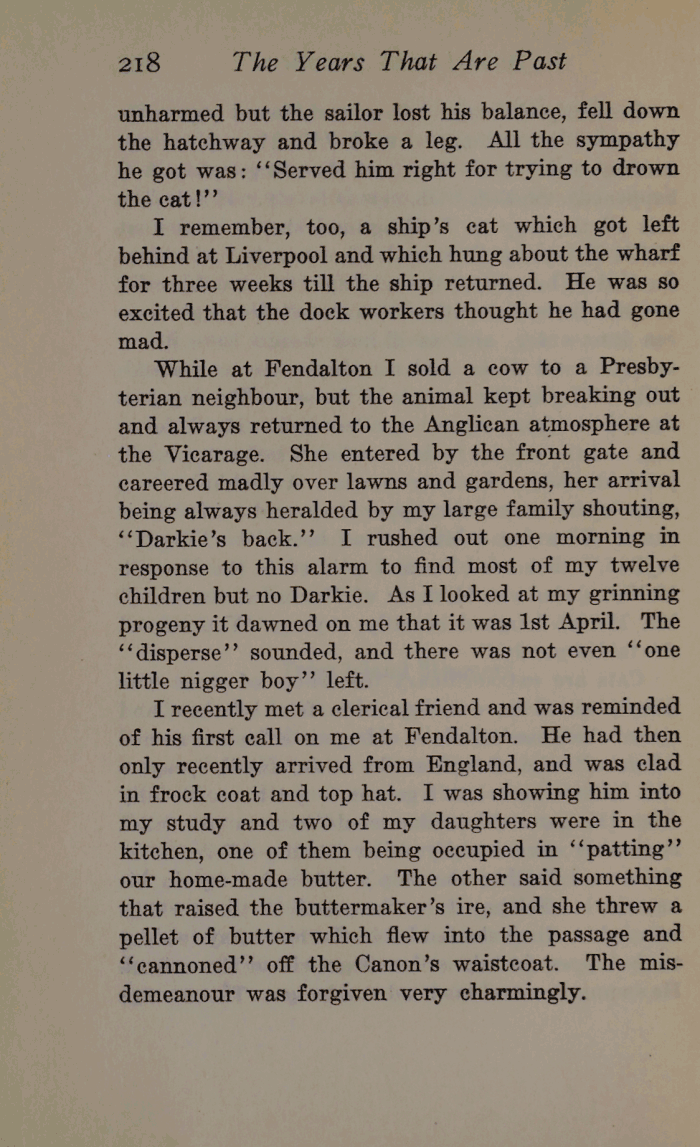 218 The Years That Are Past
unharmed but the sailor lost his balance, fell down
the hatchway and broke a leg. All the sympathy
he got was: ‘‘Served him right for trying to drown
the cat!’’
I remember, too, a ship’s cat which got left
behind at Liverpool and which hung about the wharf
for three weeks till the ship returned. He was so
excited that the dock workers thought he had gone
mad.
While at Fendalton I sold a cow to a Presby-
terian neighbour, but the animal kept breaking out
and always returned to the Anglican atmosphere at
the Vicarage. She entered by the front gate and
careered madly over lawns and gardens, her arrival
being always heralded by my large family shouting,
‘‘Darkie’s back.’’ I rushed out one morning in
response to this alarm to find most of my twelve
children but no Darkie. As I looked at my grinning
progeny it dawned on me that it was 1st April. The
‘‘disperse’’ sounded, and there was not even ‘‘one
little nigger boy’’ left.
I recently met a clerical friend and was reminded
of his first call on me at Fendalton. He had then
only recently arrived from England, and was clad
in frock coat and top hat. I was showing him into
my study and two of my daughters were in the
kitchen, one of them being occupied in ‘‘patting’’
our home-made butter. The other said something
that raised the buttermaker’s ire, and she threw a
pellet of butter which flew into the passage and
‘‘cannoned’’ off the Canon’s waistcoat. The mis-
demeanour was forgiven very charmingly.